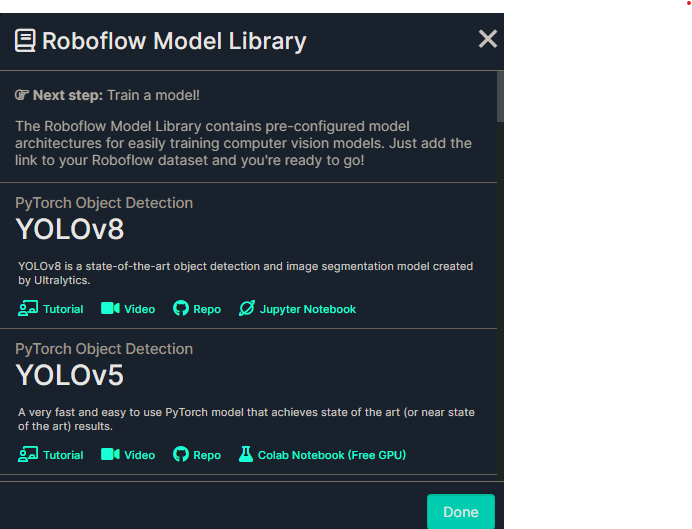 Roboflow Model Library
Next step: Train a model!
The Roboflow Model Library contains pre-configured model
architectures for easily training computer vision models. Just add the
link to your Roboflow dataset and you're ready to go!
PyTorch Object Detection
YOLOv8
YOLOv8 is a state-of-the-art object detection and image segmentation model created
by Ultralytics.
Tutorial Video Repo Jupyter Notebook
PyTorch Object Detection
YOLOv5
A very fast and easy to use PyTorch model that achieves state of the art (or near state
of the art) results.
Tutorial Video Repo Colab Notebook (Free GPU)
Done